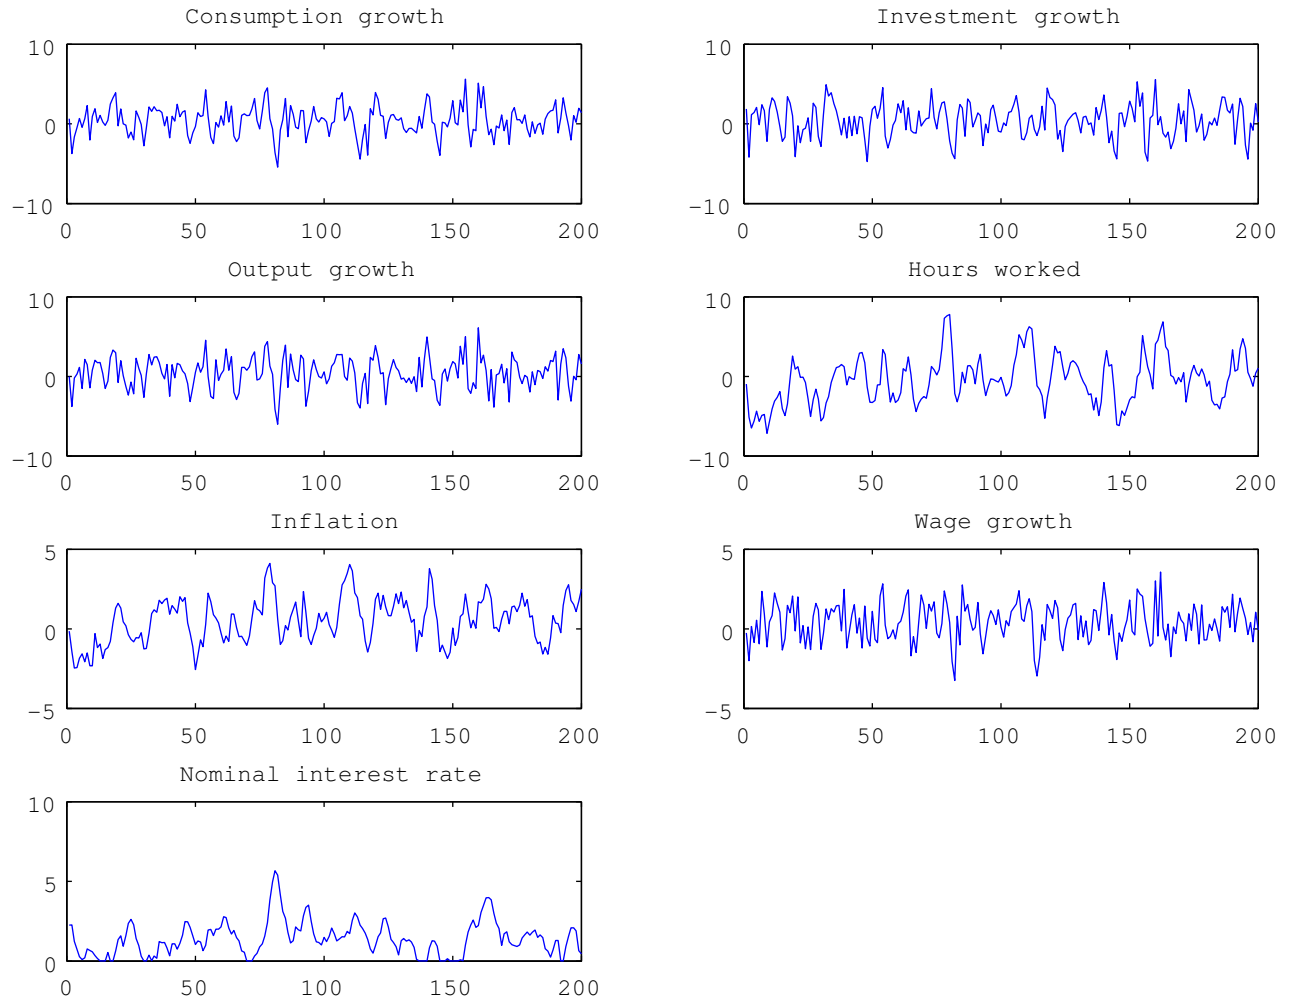 Consumption growth
10
0
−10
0 50 100 150 200
Investment growth
10
0
−10
0 50 100 150 200
Output growth
10
0
−10
0 50 100 150 200
Hours worked
10
0
−10
0 50 100 150 200
Inflation
5
0
−5
0 50 100 150 200
Wage growth
5
0
−5
0 50 100 150 200
Nominal interest rate
10
5
0
0 50 100 150 200